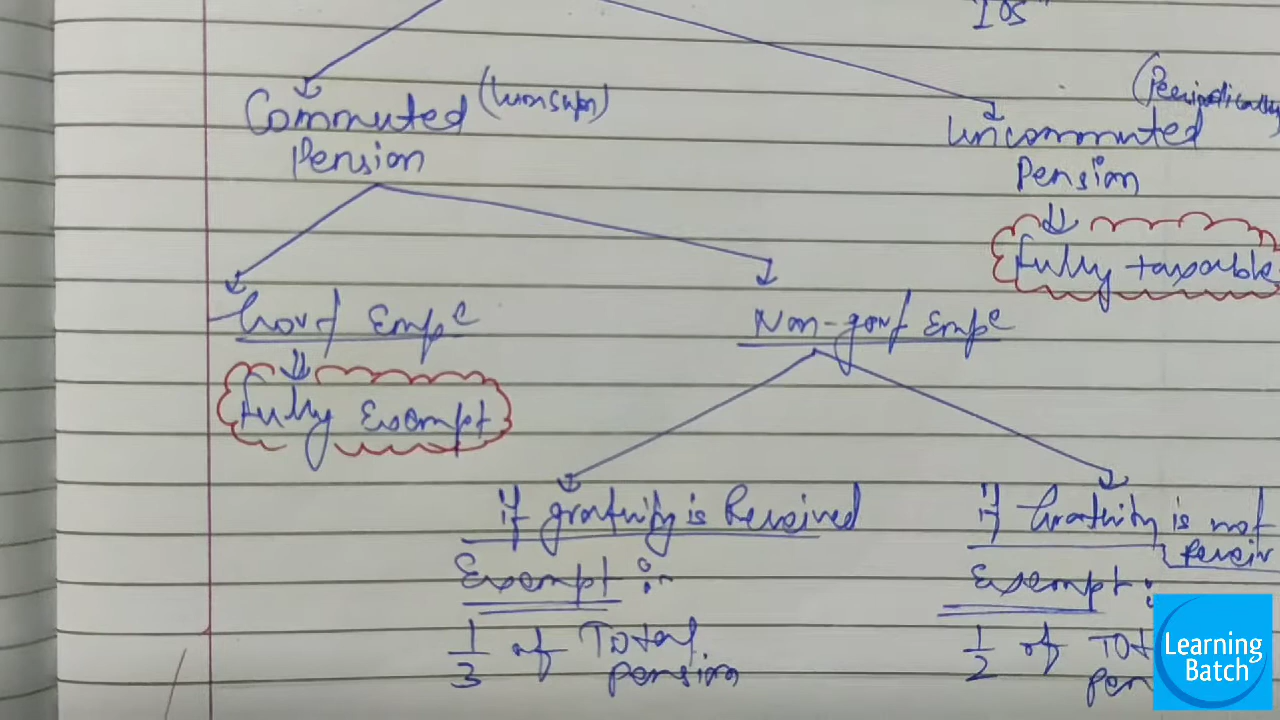 "IOS"
Commuted (lumsum)
Pension
(Periodically
Uncommuted
Pension
fully taxable
Govt Empe
Non-govt Empe
fully Exempt
if gratuity is Received
if Gratuity is not
Receiv
Exempt :-
Exempt :
1/3 of Total
pension
1/2 of Tot
pen
Learning
Batch